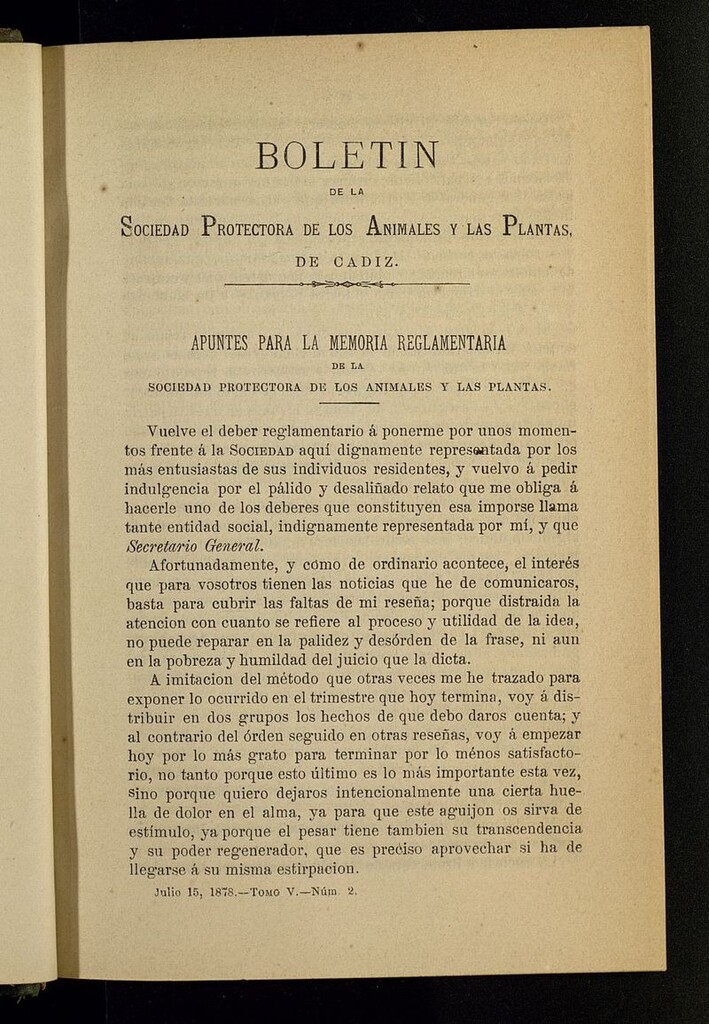 BOLETIN
DE LA
SOCIEDAD PROTECTORA DE LOS ANIMALES Y LAS PLANTAS,
DE CADIZ.
APUNTES PARA LA MEMORIA REGLAMENTARIA
DE LA
SOCIEDAD PROTECTORA DE LOS ANIMALES Y LAS PLANTAS.
Vuelve el deber reglamentario á ponerme por unos momen-
tos frente á la SOCIEDAD aquí dignamente representada por los
más entusiastas de sus individuos residentes, y vuelvo á pedir
indulgencia por el pálido y desaliñado relato que me obliga á
hacerle uno de los deberes que constituyen esa imporse llama
tante entidad social, indignamente representada por mí, y que
Secretario General.
Afortunadamente, y cómo de ordinario acontece, el interés
que para vosotros tienen las noticias que he de comunicaros,
basta para cubrir las faltas de mi reseña; porque distraida la
atencion con cuanto se refiere al proceso y utilidad de la idea,
no puede reparar en la palidez y desórden de la frase, ni aun
en la pobreza y humildad del juicio que la dicta.
A imitacion del método que otras veces me he trazado para
exponer lo ocurrido en el trimestre que hoy termina, voy á dis-
tribuir en dos grupos los hechos de que debo daros cuenta; y
al contrario del órden seguido en otras reseñas, voy á empezar
hoy por lo más grato para terminar por lo ménos satisfacto-
rio, no tanto porque esto último es lo más importante esta vez,
sino porque quiero dejaros intencionalmente una cierta hue-
lla de dolor en el alma, ya para que este aguijon os sirva de
estímulo, ya porque el pesar tiene tambien su transcendencia
y su poder regenerador, que es preciso aprovechar si ha de
llegarse á su misma estirpacion.
Julio 15, 1878.—TOMO V.—Núm. 2.